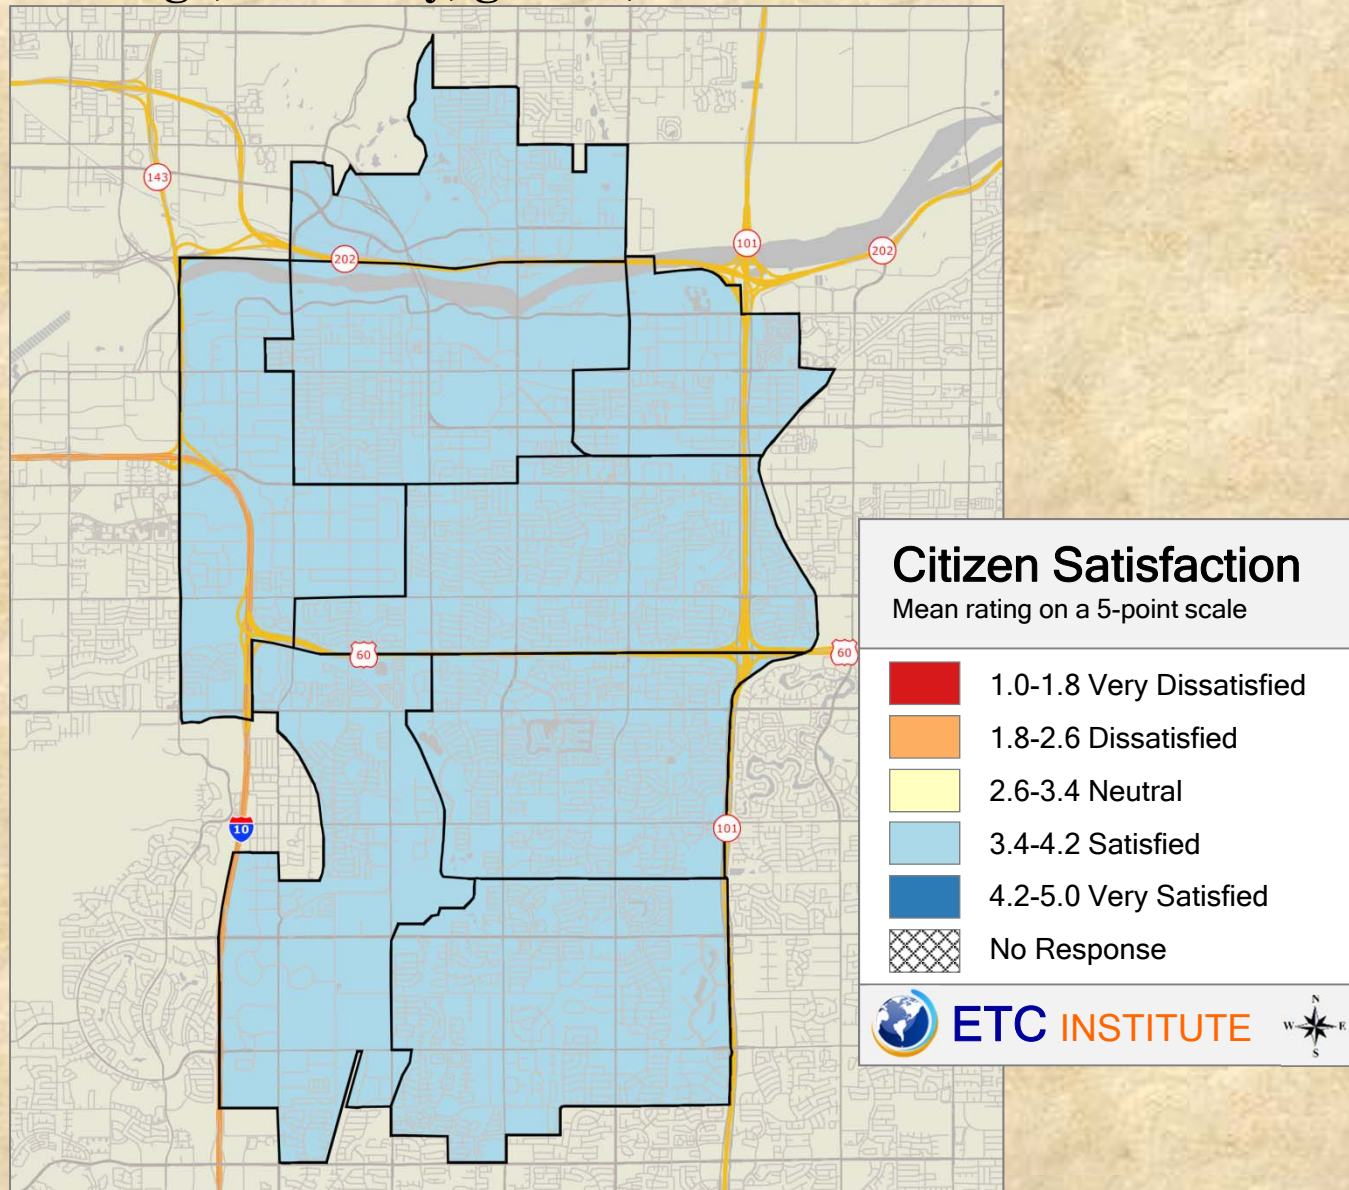 143
202
101
202
60
60
10
101
Citizen Satisfaction
Mean rating on a 5-point scale
1.0-1.8 Very Dissatisfied
1.8-2.6 Dissatisfied
2.6-3.4 Neutral
3.4-4.2 Satisfied
4.2-5.0 Very Satisfied
No Response
ETC INSTITUTE
N
W E
S